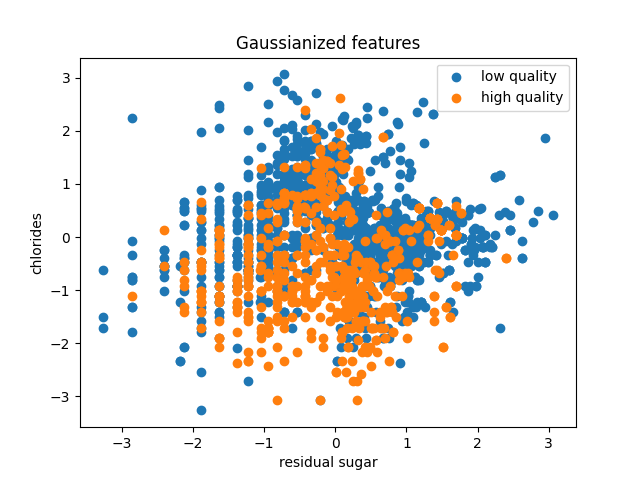 Gaussianized features
low quality
high quality
3
2
1
0
−1
−2
−3
chlorides
−3
−2
−1
0
1
2
3
residual sugar